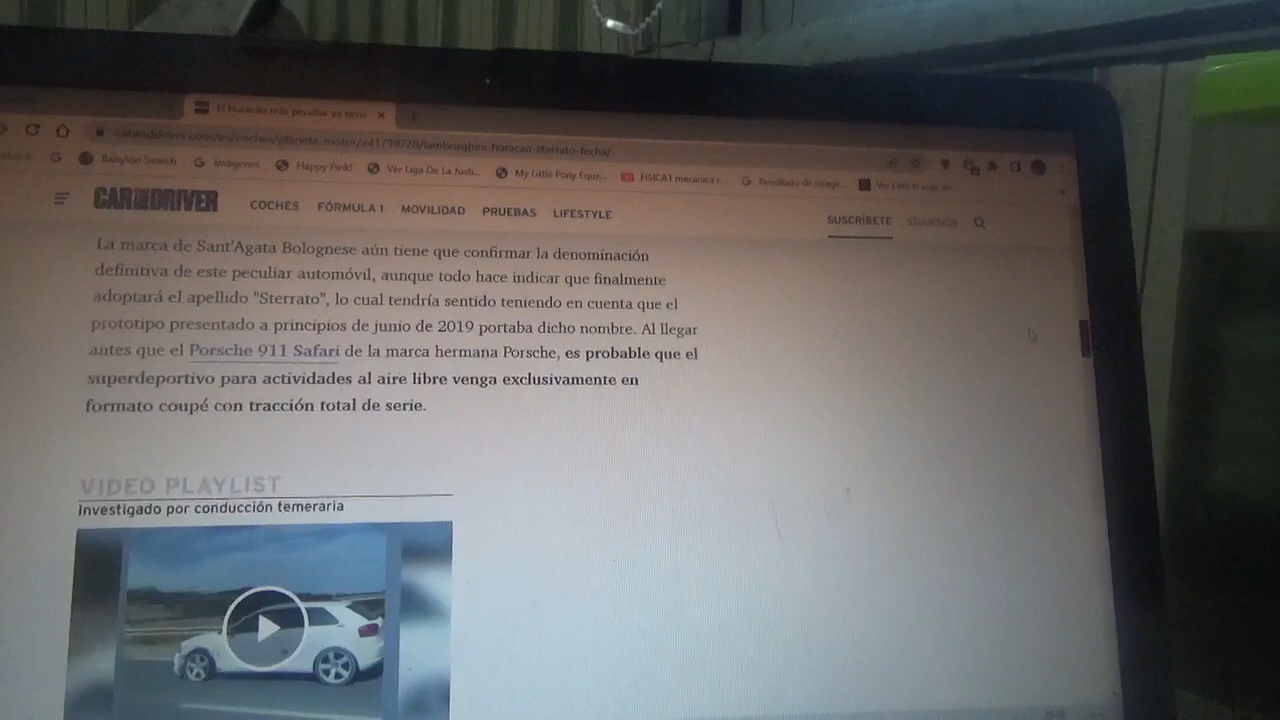 El Huracán más peculiar ya tiene
caranddriver.com/es/coches/planeta-motor/a41799728/lamborghini-huracan-sterrato-fecha/
Babylon Search
Imágenes
Happy Pink!
Ver Liga De La Justi...
My Little Pony Eque...
FISICA1 mecánica r...
Resultado de image...
CAR AND DRIVER
COCHES
FÓRMULA 1
MOVILIDAD
PRUEBAS
LIFESTYLE
SUSCRÍBETE
SÍGUENOS
La marca de Sant'Agata Bolognese aún tiene que confirmar la denominación
definitiva de este peculiar automóvil, aunque todo hace indicar que finalmente
adoptará el apellido "Sterrato", lo cual tendría sentido teniendo en cuenta que el
prototipo presentado a principios de junio de 2019 portaba dicho nombre. Al llegar
antes que el Porsche 911 Safari de la marca hermana Porsche, es probable que el
superdeportivo para actividades al aire libre venga exclusivamente en
formato coupé con tracción total de serie.
VIDEO PLAYLIST
Investigado por conducción temeraria